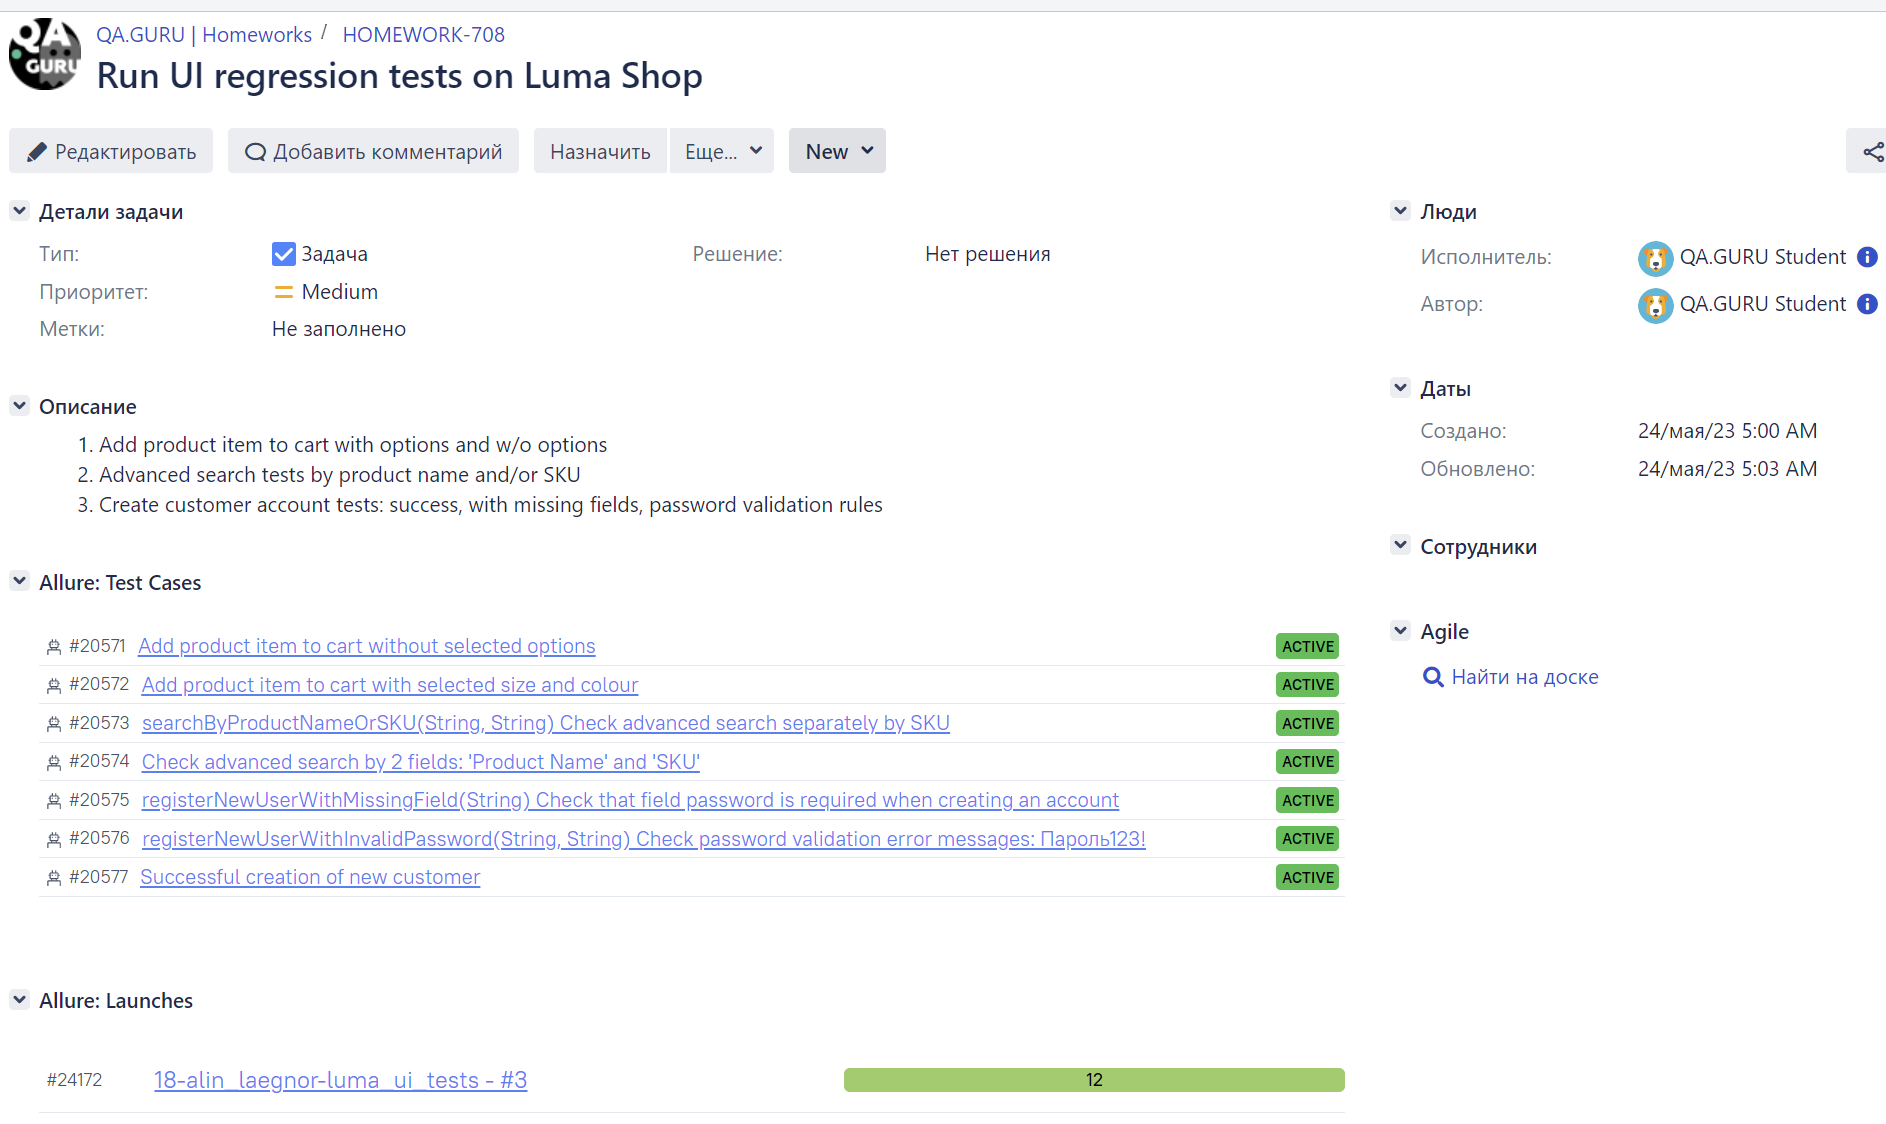 QA
GURU
QA.GURU | Homeworks / HOMEWORK-708
Run UI regression tests on Luma Shop
Редактировать Добавить комментарий Назначить Еще... New
Детали задачи
Тип: Задача Решение: Нет решения
Приоритет: Medium
Метки: Не заполнено
Описание
1. Add product item to cart with options and w/o options
2. Advanced search tests by product name and/or SKU
3. Create customer account tests: success, with missing fields, password validation rules
Allure: Test Cases
#20571 Add product item to cart without selected options ACTIVE
#20572 Add product item to cart with selected size and colour ACTIVE
#20573 searchByProductNameOrSKU(String, String) Check advanced search separately by SKU ACTIVE
#20574 Check advanced search by 2 fields: 'Product Name' and 'SKU' ACTIVE
#20575 registerNewUserWithMissingField(String) Check that field password is required when creating an account ACTIVE
#20576 registerNewUserWithInvalidPassword(String, String) Check password validation error messages: Пароль123! ACTIVE
#20577 Successful creation of new customer ACTIVE
Allure: Launches
#24172 18-alin_laegnor-luma_ui_tests - #3 12
Люди
Исполнитель: QA.GURU Student
Автор: QA.GURU Student
Даты
Создано: 24/мая/23 5:00 AM
Обновлено: 24/мая/23 5:03 AM
Сотрудники
Agile
Найти на доске